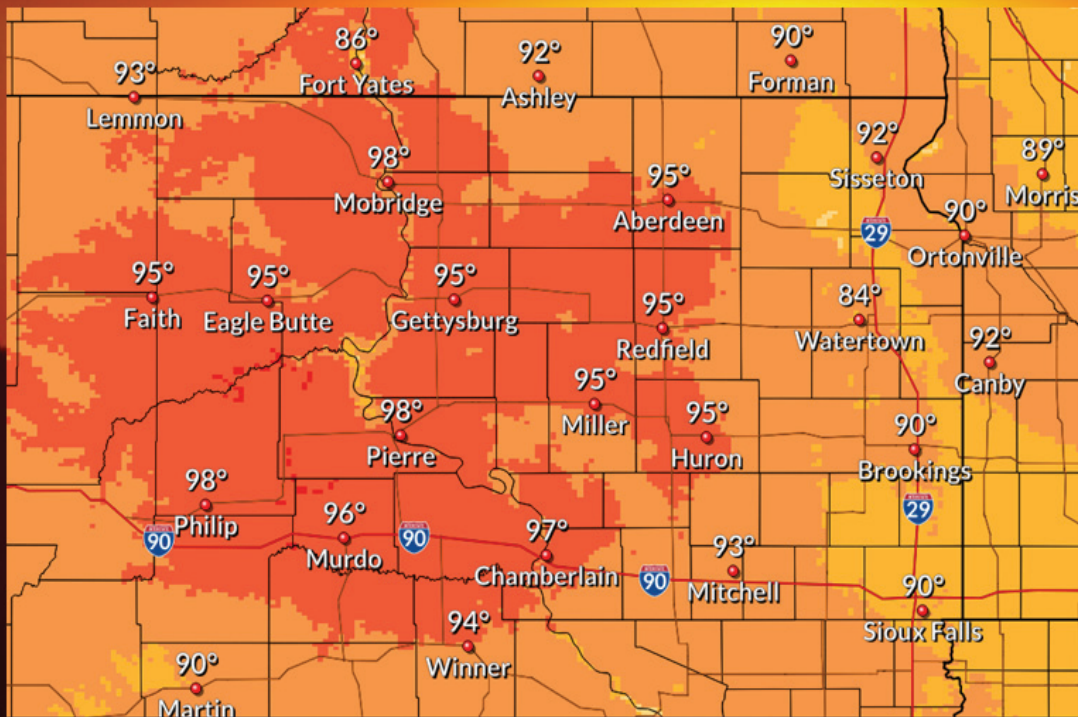 86°
Fort Yates
92°
Ashley
90°
Forman
93°
Lemmon
92°
Sisseton
89°
Morris
98°
Mobridge
95°
Aberdeen
90°
Ortonville
29
95°
Faith
95°
Eagle Butte
95°
Gettysburg
95°
Redfield
84°
Watertown
92°
Canby
95°
Miller
98°
Pierre
95°
Huron
90°
Brookings
98°
Philip
96°
Murdo
97°
Chamberlain
93°
Mitchell
29
90
90
90
90°
Sioux Falls
94°
Winner
90°
Martin